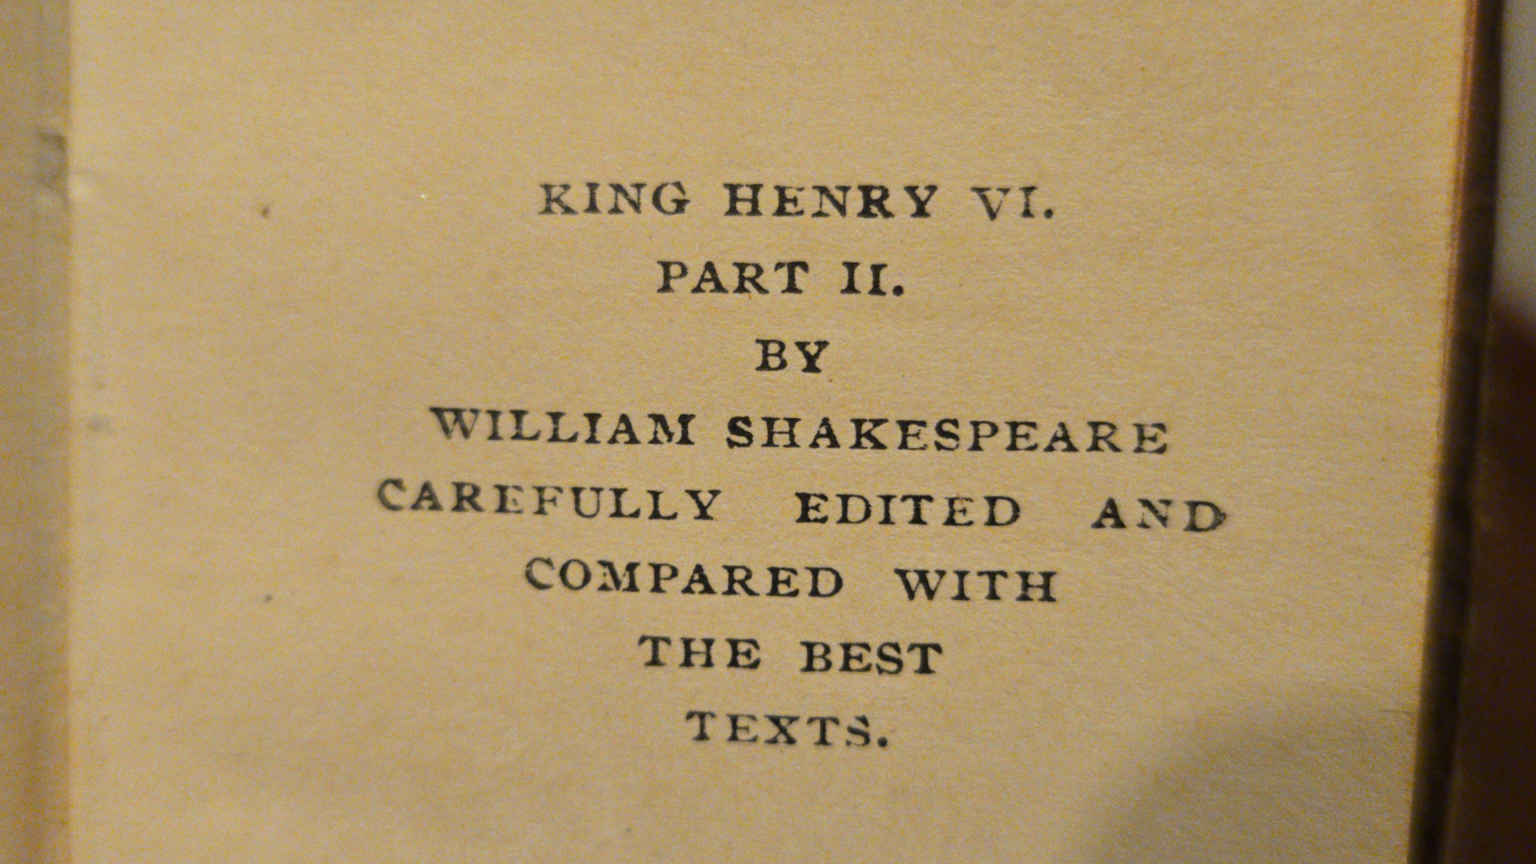 KING HENRY VI.
PART II.
BY
WILLIAM SHAKESPEARE
CAREFULLY EDITED AND
COMPARED WITH
THE BEST
TEXTS.